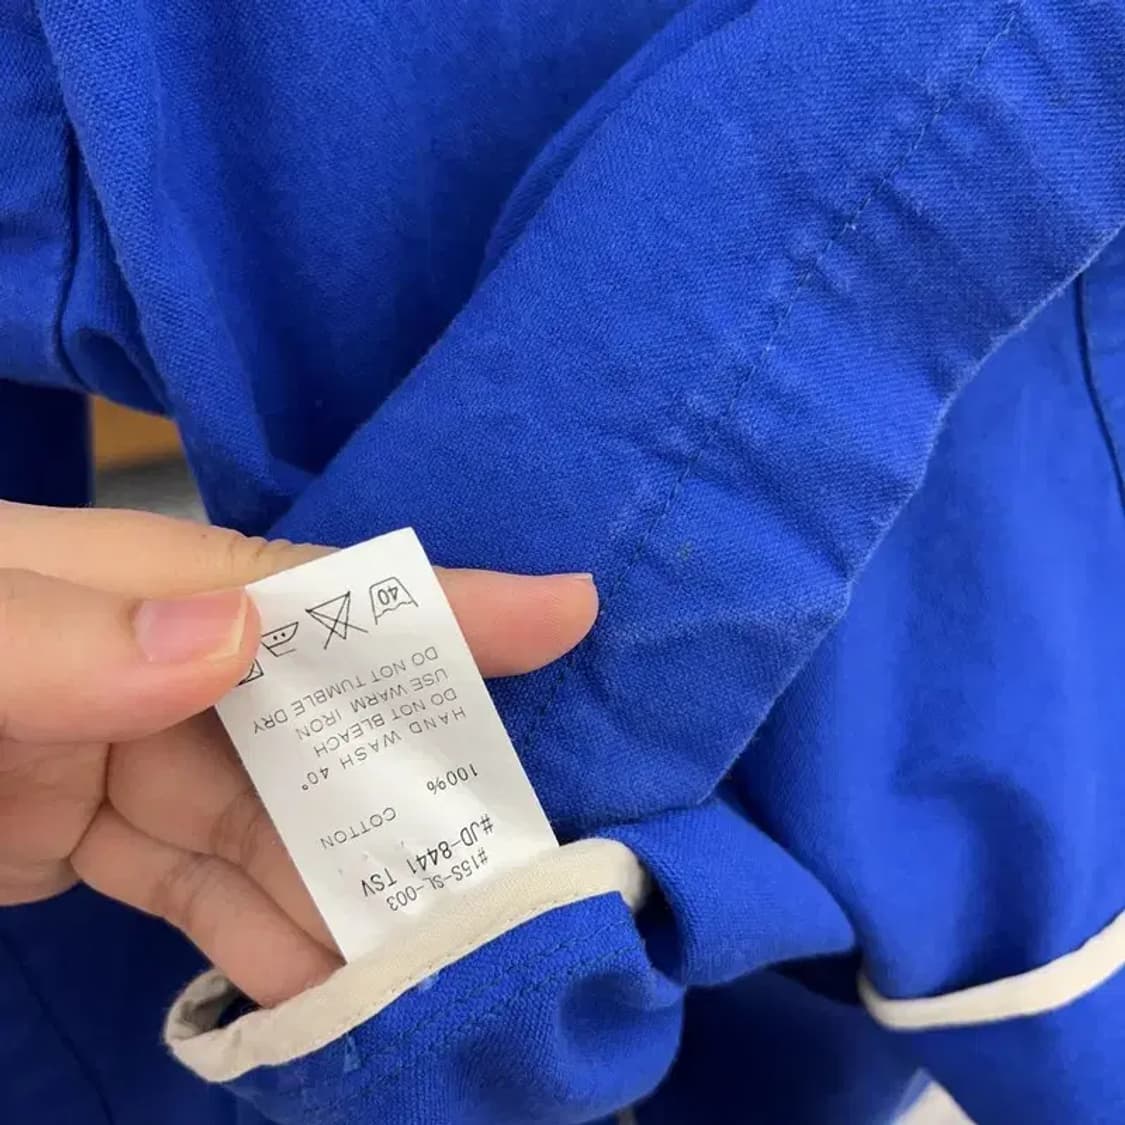 #15S-SL-003
#JD-8441 TSV
COTTON
100%
HAND WASH 40°
DO NOT BLEACH
USE WARM IRON
DO NOT TUMBLE DRY
40